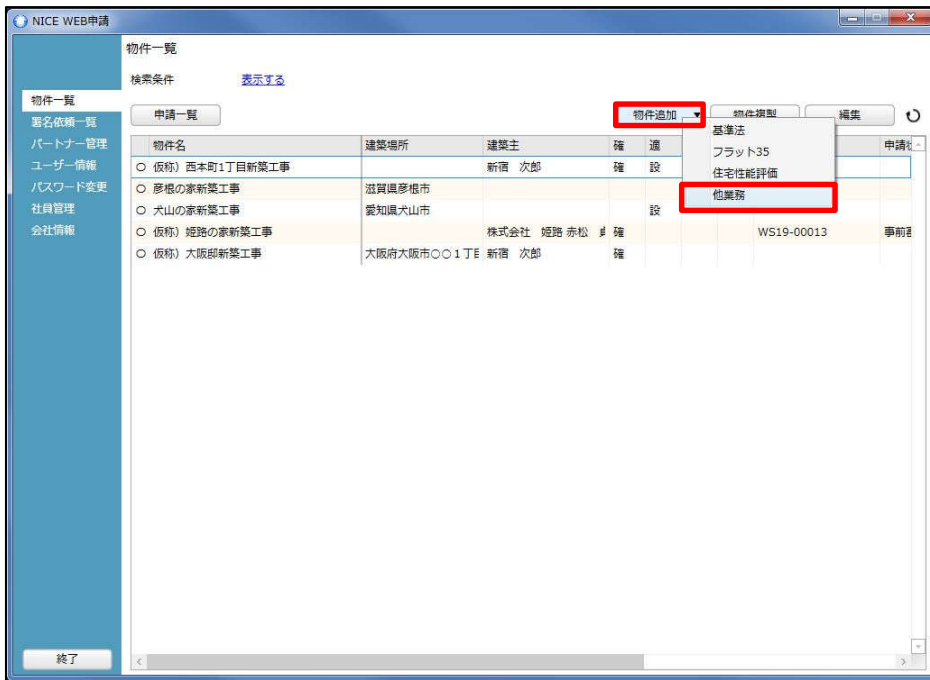 NICE WEB申請
物件一覧
検索条件 表示する
物件一覧
署名依頼一覧
パートナー管理
ユーザー情報
パスワード変更
社員管理
会社情報
申請一覧 物件追加 ▼ 物件複製 編集
基準法
フラット35
住宅性能評価
他業務
物件名 建築場所 建築主 確 適 申請
○ 仮称）西本町1丁目新築工事 新宿 次郎 確 設
○ 彦根の家新築工事 滋賀県彦根市
○ 犬山の家新築工事 愛知県犬山市 設
○ 仮称）姫路の家新築工事 株式会社 姫路 赤松 確 WS19-00013 事前
○ 仮称）大阪邸新築工事 大阪府大阪市○○１丁目 新宿 次郎 確
終了